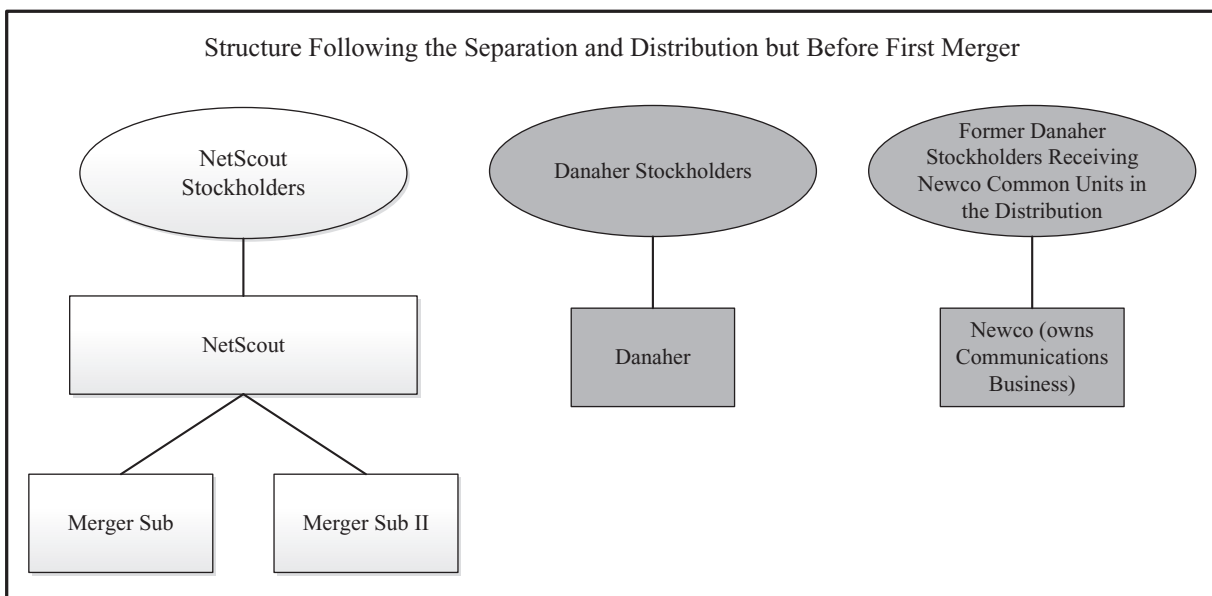 Structure Following the Separation and Distribution but Before First Merger
NetScout
Stockholders
Danaher Stockholders
Former Danaher
Stockholders Receiving
Newco Common Units in
the Distribution
NetScout
Danaher
Newco (owns
Communications
Business)
Merger Sub
Merger Sub II